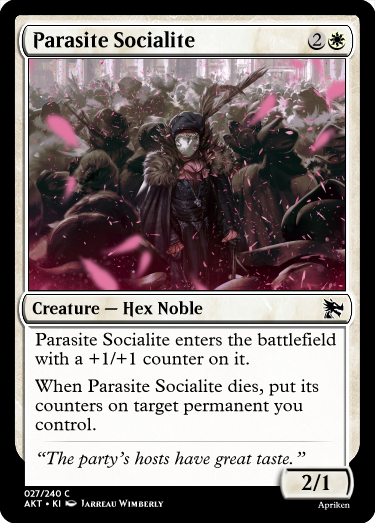 Parasite Socialite 2
Creature — Hex Noble
Parasite Socialite enters the battlefield
with a +1/+1 counter on it.
When Parasite Socialite dies, put its
counters on target permanent you
control.
“The party’s hosts have great taste.”
2/1
027/240 C
AKT • KI Jarreau Wimberly
Apriken